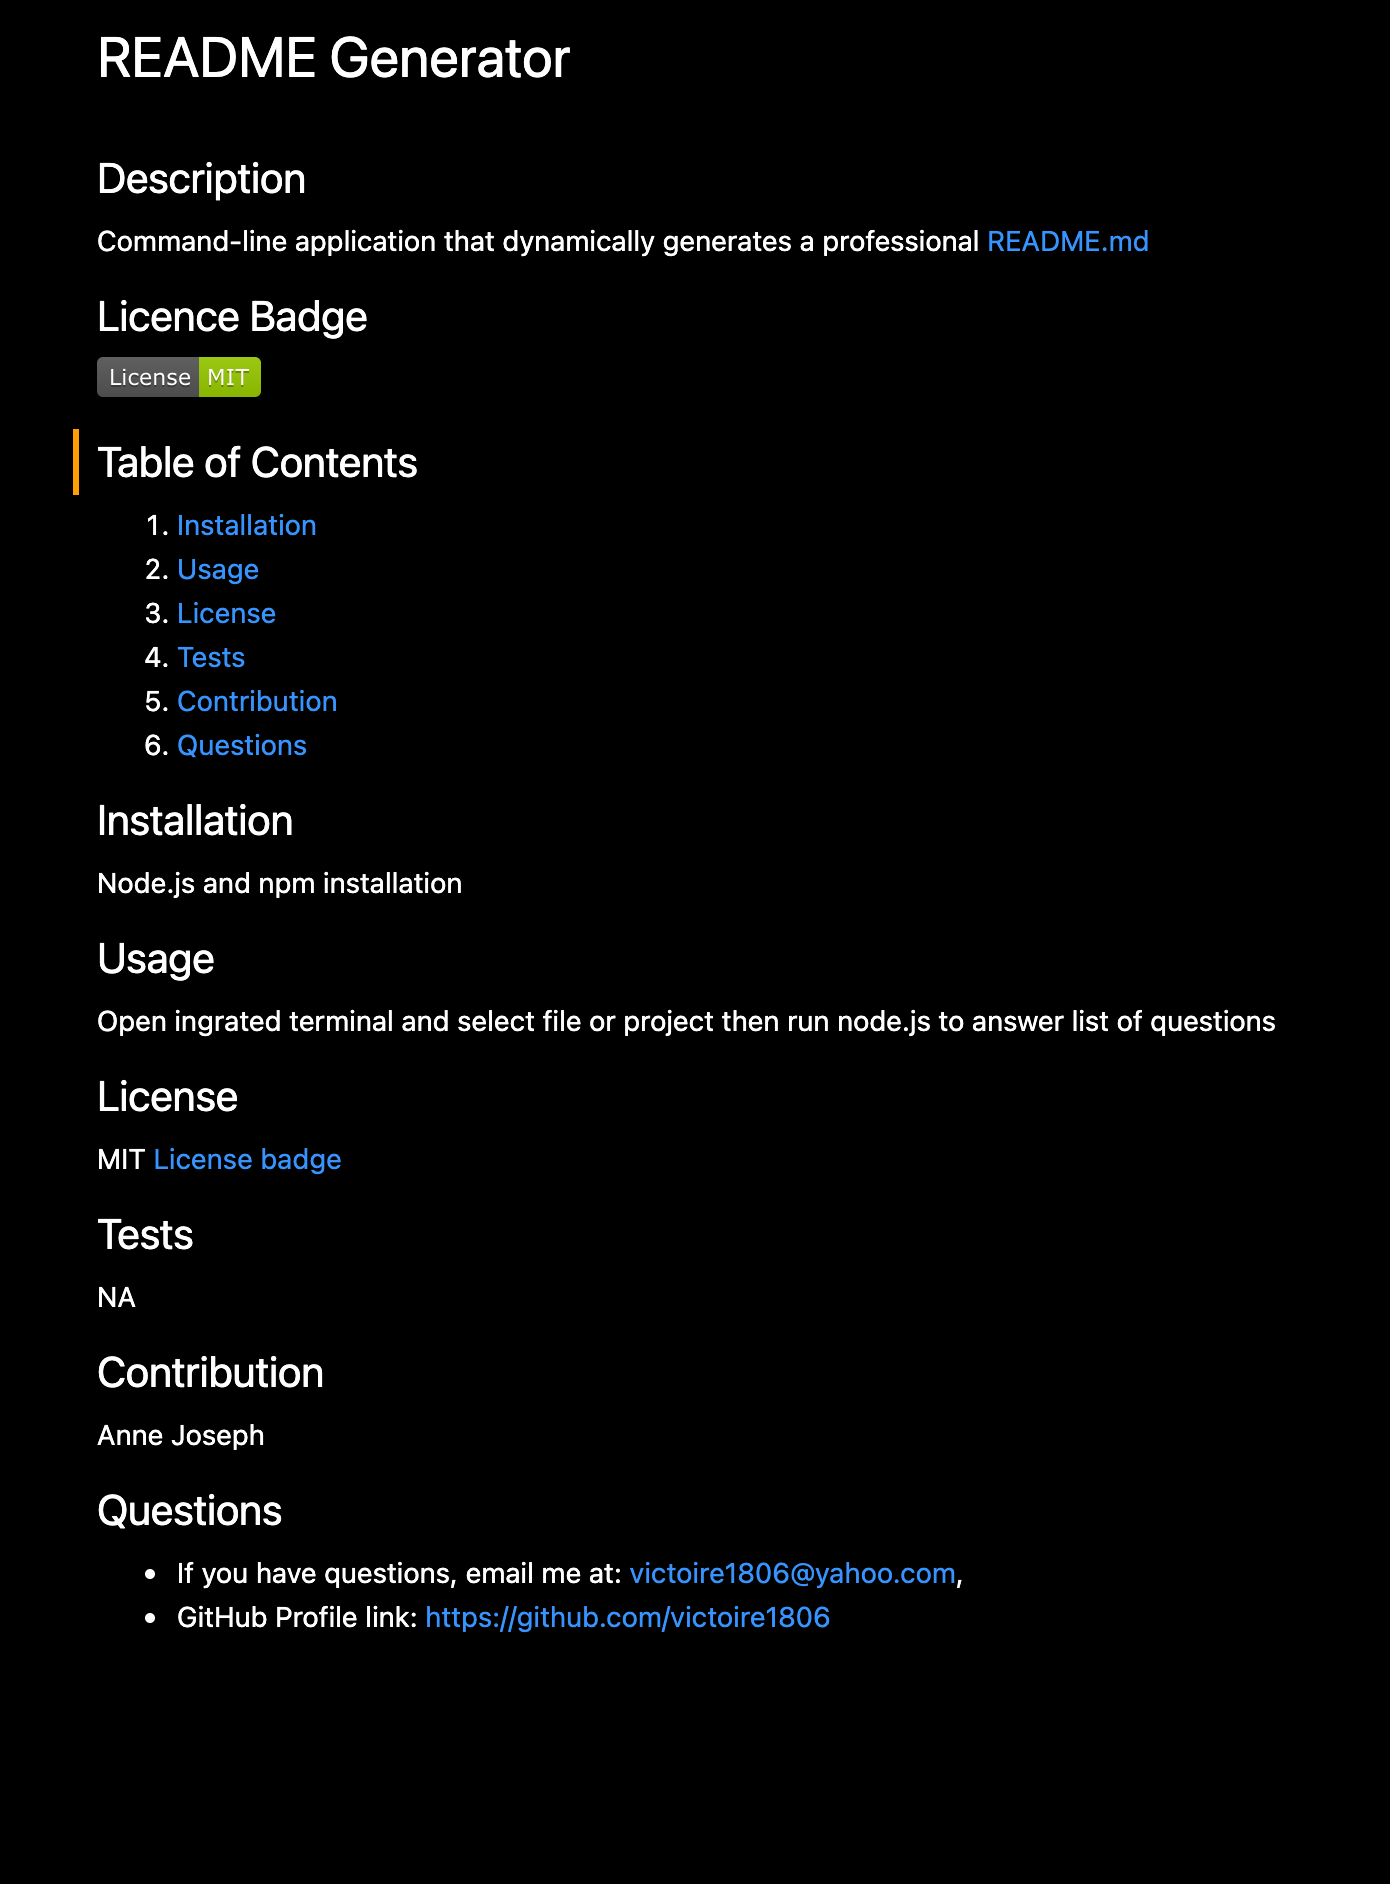 README Generator
Description
Command-line application that dynamically generates a professional README.md
Licence Badge
License MIT
Table of Contents
1. Installation
2. Usage
3. License
4. Tests
5. Contribution
6. Questions
Installation
Node.js and npm installation
Usage
Open ingrated terminal and select file or project then run node.js to answer list of questions
License
MIT License badge
Tests
NA
Contribution
Anne Joseph
Questions
• If you have questions, email me at: victoire1806@yahoo.com,
• GitHub Profile link: https://github.com/victoire1806